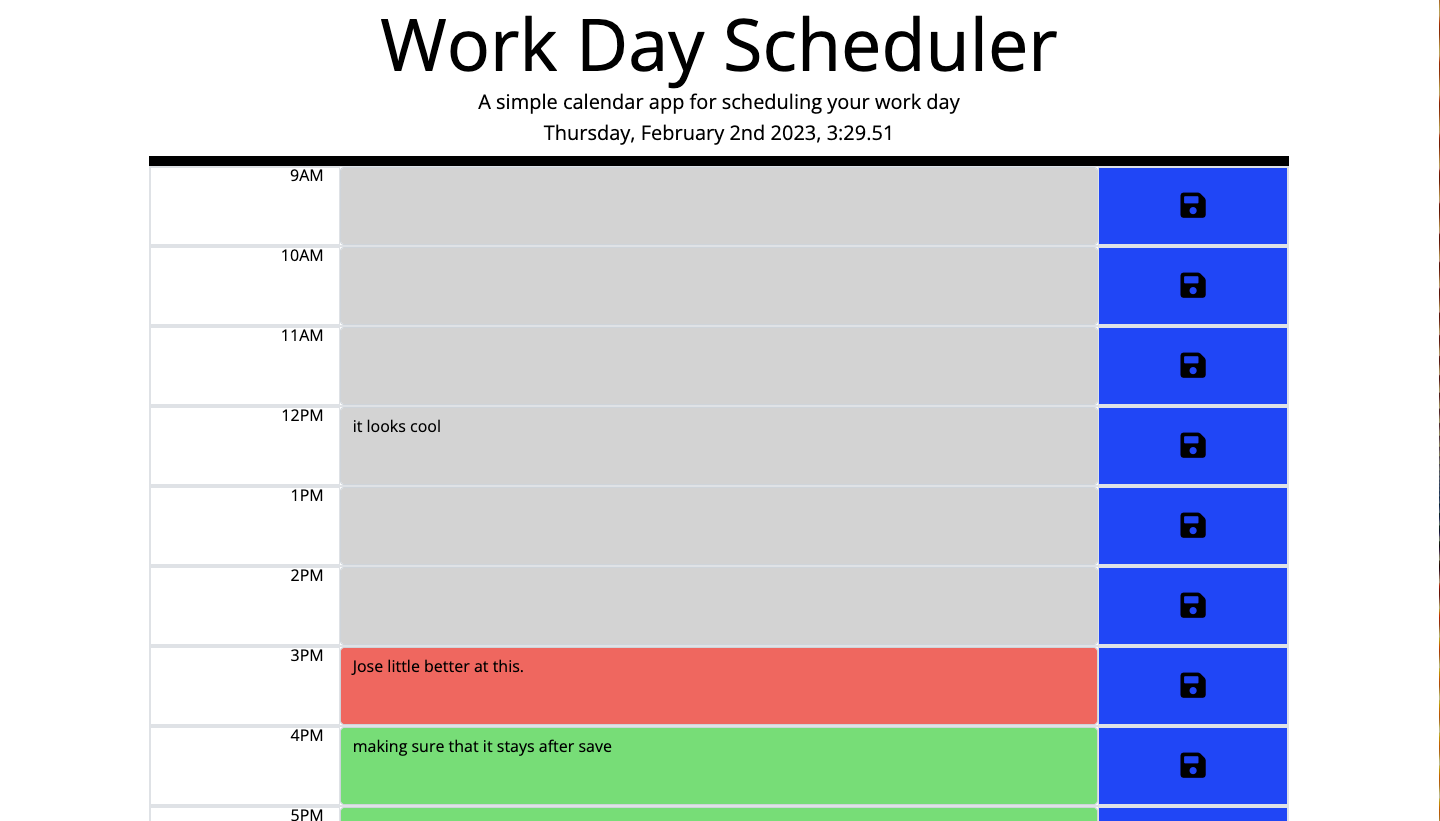 Work Day Scheduler
A simple calendar app for scheduling your work day
Thursday, February 2nd 2023, 3:29.51
9AM
10AM
11AM
12PM
it looks cool
1PM
2PM
3PM
Jose little better at this.
4PM
making sure that it stays after save
5PM